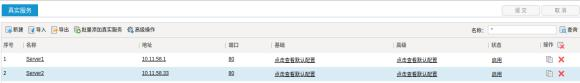 真实服务
提 交 取 消
新建 导入 导出 批量添加真实服务 高级操作 名称: * 查询
序号 名称 地址 端口 基础 高级 状态 操作
1 Server1 10.11.58.1 80 点击查看默认配置 点击查看默认配置 启用
2 Server2 10.11.58.33 80 点击查看默认配置 点击查看默认配置 启用